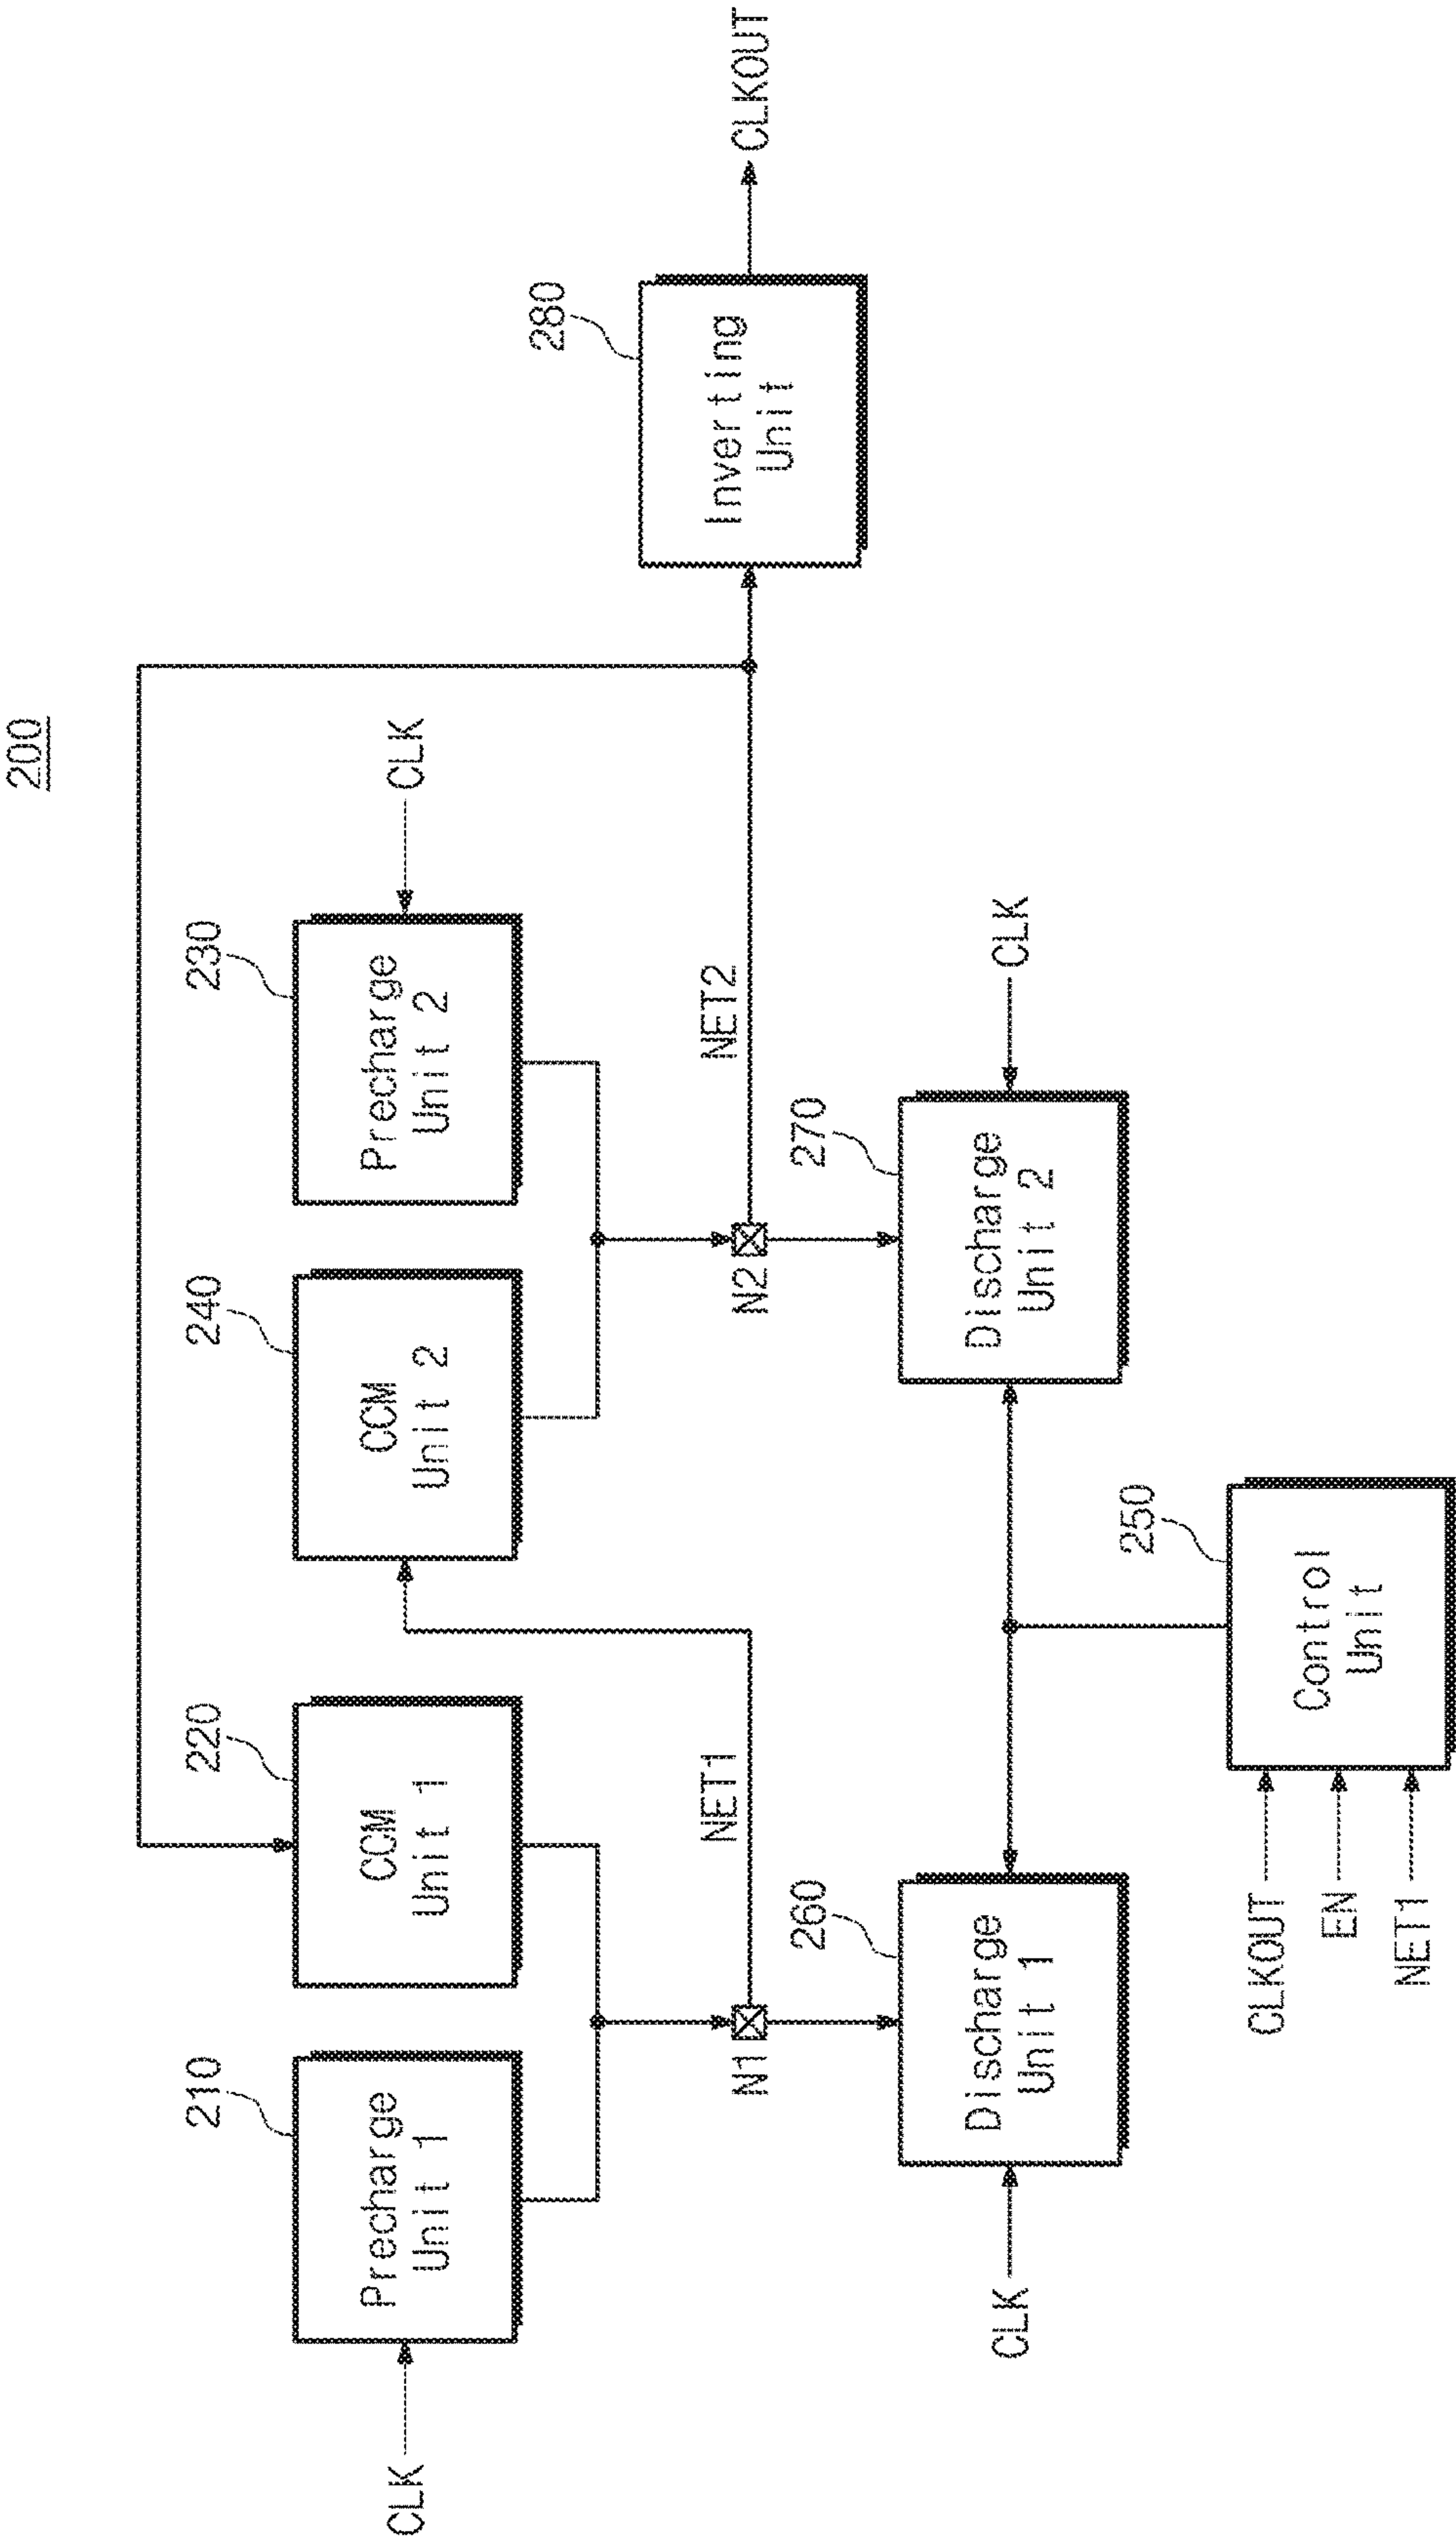 200
210
Precharge
Unit 1
CLK
220
CCM
Unit 1
240
CCM
Unit 2
230
Precharge
Unit 2
CLK
280
Inverting
Unit
CLKOUT
N1
NET1
N2
NET2
260
Discharge
Unit 1
CLK
270
Discharge
Unit 2
CLK
250
Control
Unit
CLKOUT
EN
NET1